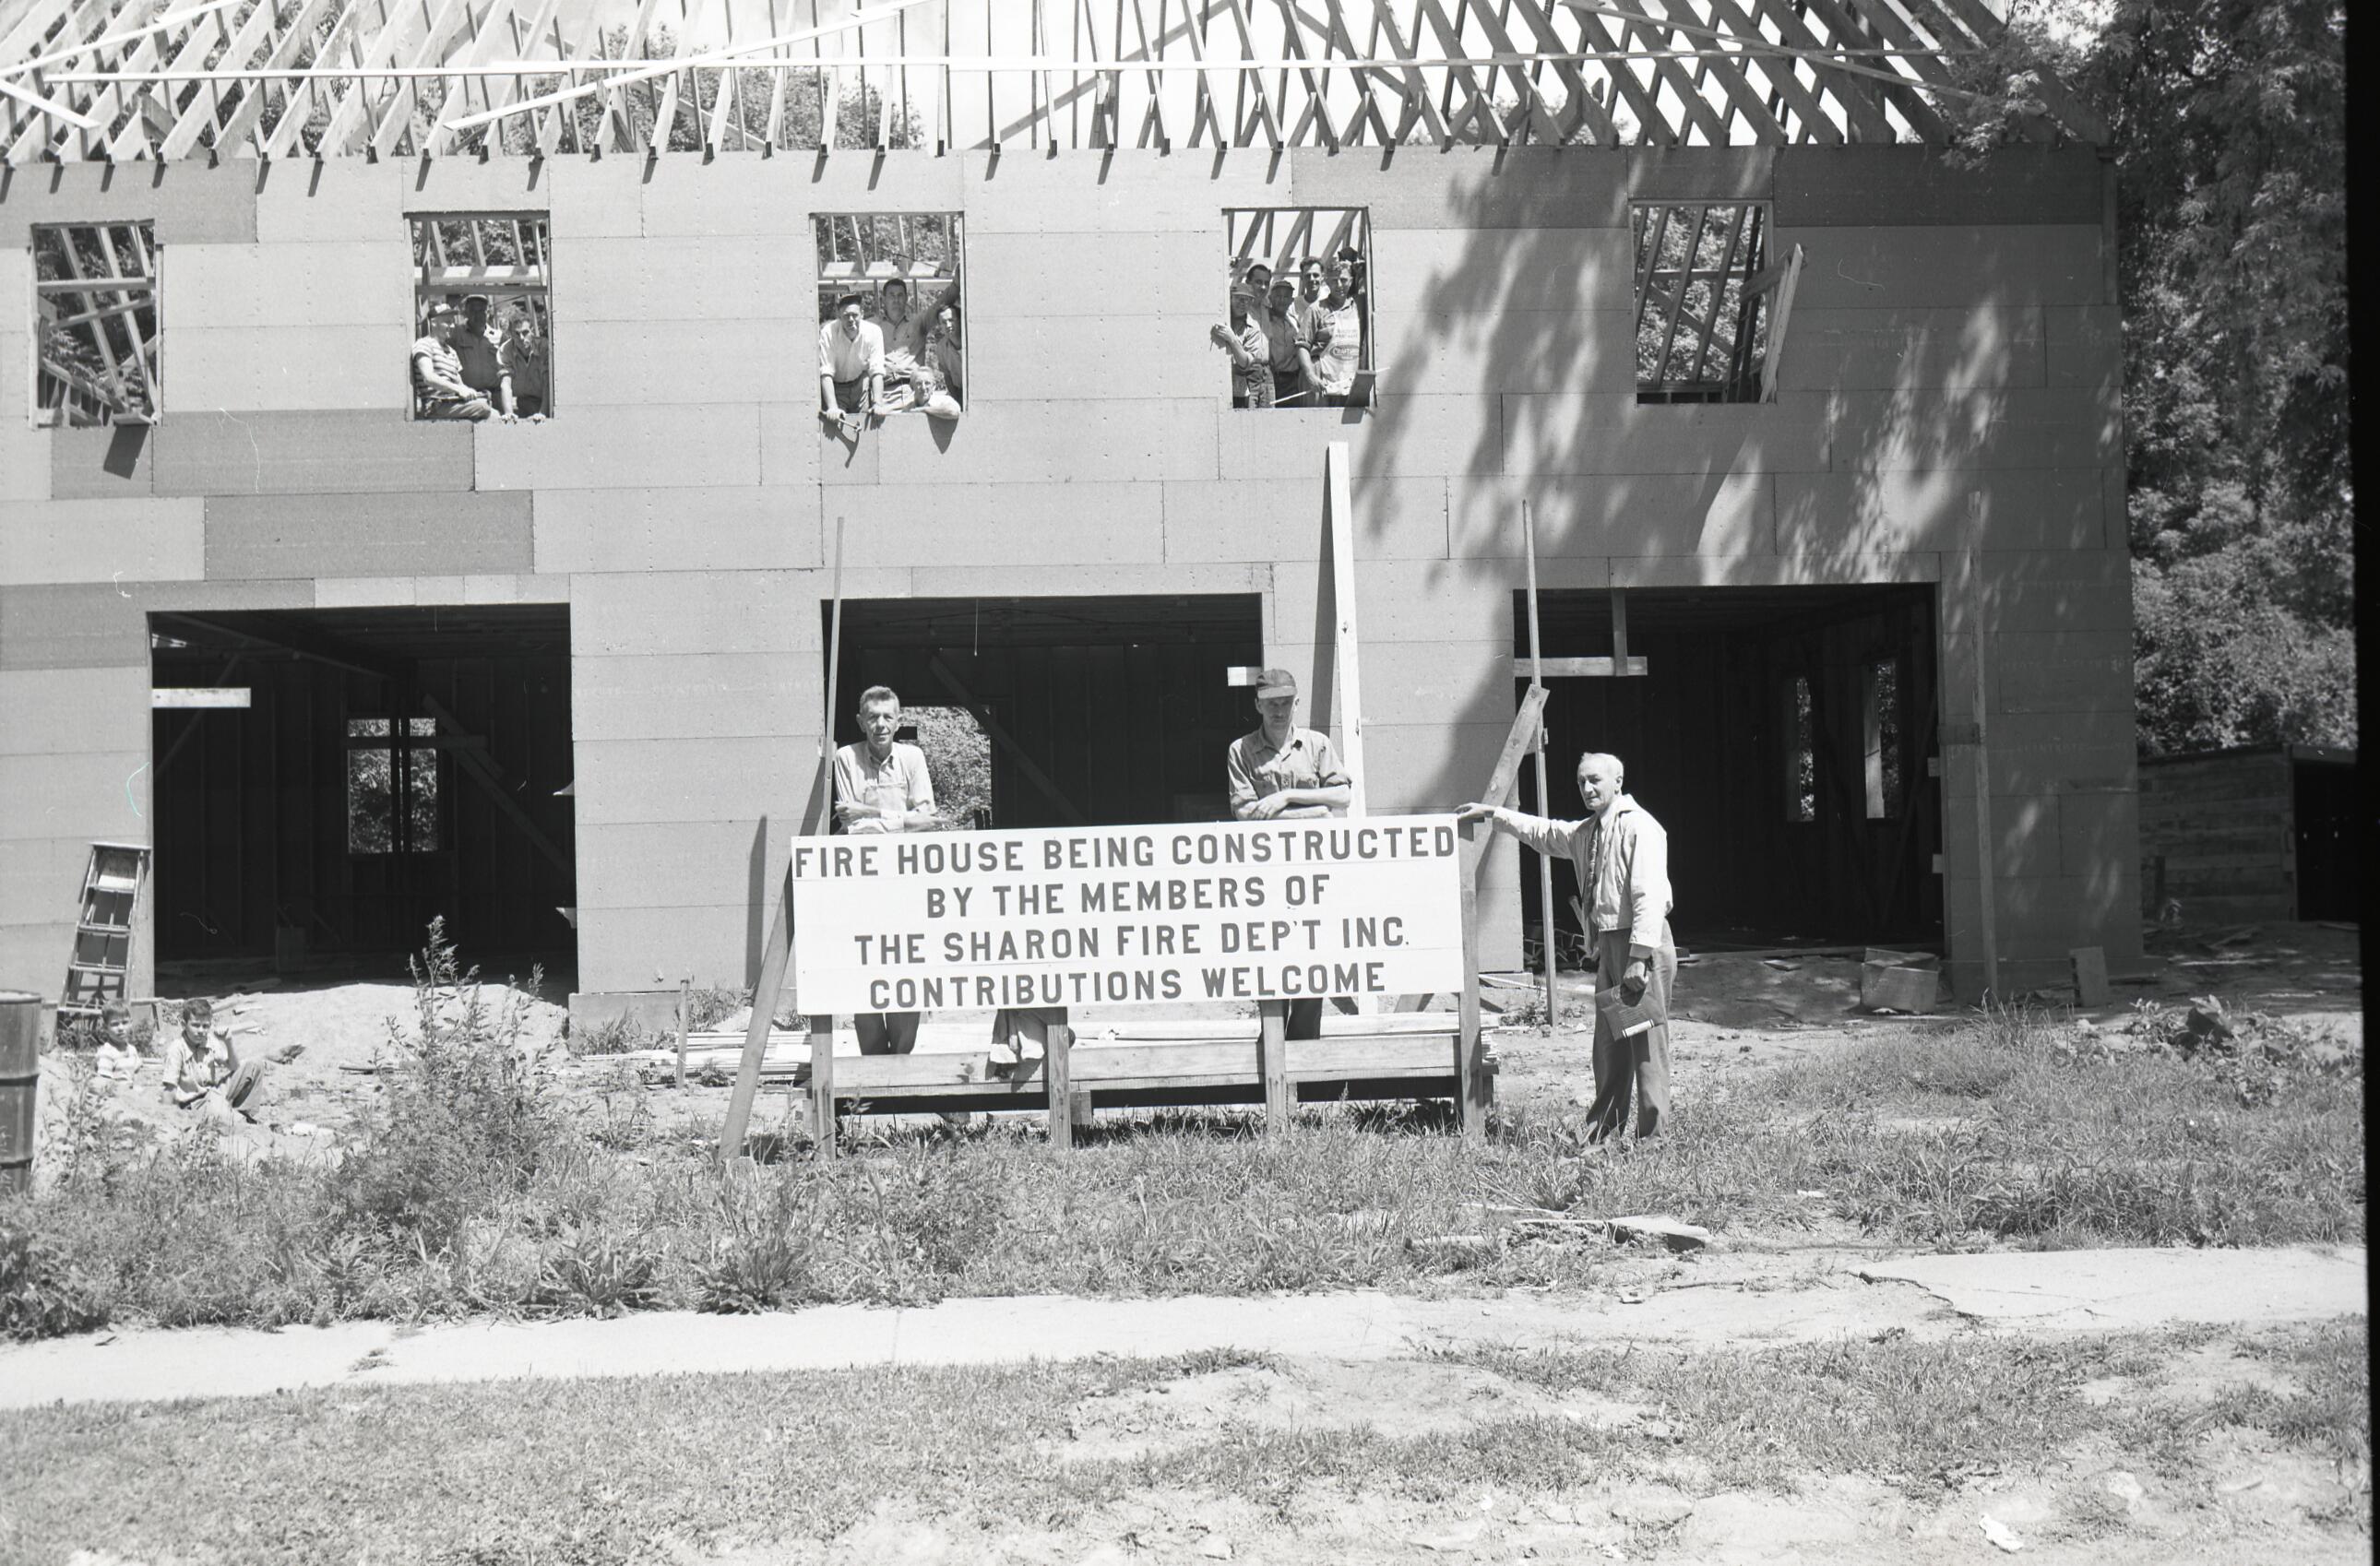 FIRE HOUSE BEING CONSTRUCTED
BY THE MEMBERS OF
THE SHARON FIRE DEP'T INC.
CONTRIBUTIONS WELCOME